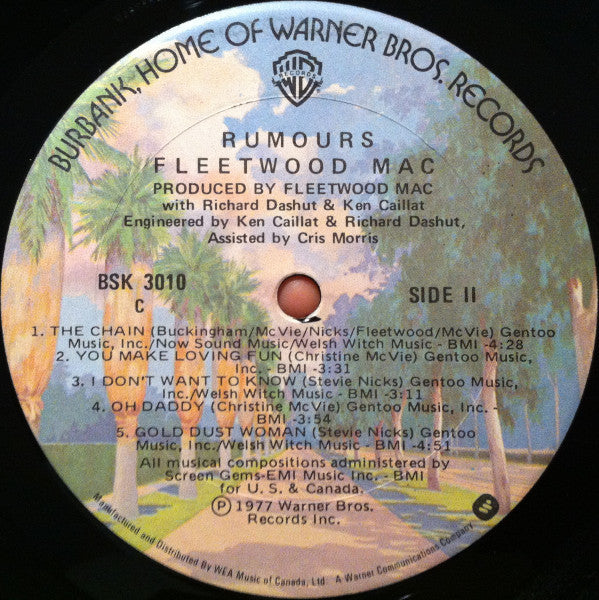 BURBANK, HOME OF WARNER BROS. RECORDS
WB
RECORDS
RUMOURS
FLEETWOOD MAC
PRODUCED BY FLEETWOOD MAC
with Richard Dashut & Ken Caillat
Engineered by Ken Caillat & Richard Dashut,
Assisted by Cris Morris
BSK 3010
C
SIDE II
1. THE CHAIN (Buckingham/McVie/Nicks/Fleetwood/McVie) Gentoo
Music, Inc./Now Sound Music/Welsh Witch Music - BMI -4:28
2. YOU MAKE LOVING FUN (Christine McVie) Gentoo Music,
Inc. - BMI -3:31
3. I DON'T WANT TO KNOW (Stevie Nicks) Gentoo Music,
Inc./Welsh Witch Music - BMI -3:11
4. OH DADDY (Christine McVie) Gentoo Music, Inc. -
BMI -3:54
5. GOLD DUST WOMAN (Stevie Nicks) Gentoo
Music, Inc./Welsh Witch Music - BMI -4:51
All musical compositions administered by
Screen Gems-EMI Music Inc. - BMI
for U. S. & Canada.
Ⓟ 1977 Warner Bros.
Records Inc.
Manufactured and Distributed By WEA Music of Canada, Ltd. A Warner Communications Company